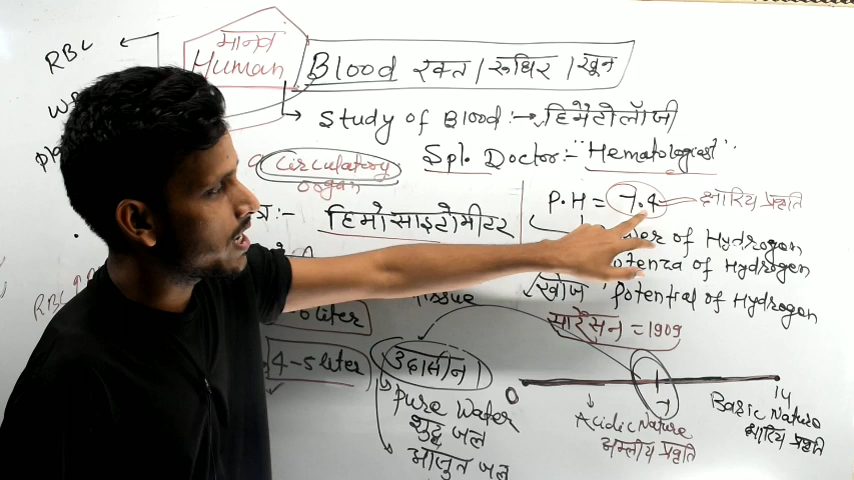 RBC
मानव
Human
Blood रक्त / रुधिर / खून
Study of Blood :→ हिमैटोलॉजी
Spl. Doctor:- "Hematologist"
Circulatory
organ
P.H = 7.4 क्षारिय प्रकृति
हिमोसाइटोमीटर
of Hydrogen
otenza of Hydrogen
खोज Potential of Hydrogen
सारेंसन = 1909
tissue
liter
4-5 liter
उदासीन
Pure Water
शुद्ध जल
आसुत जल
0
7
14
Acidic Nature
अम्लीय प्रकृति
Basic Nature
क्षारिय प्रकृति